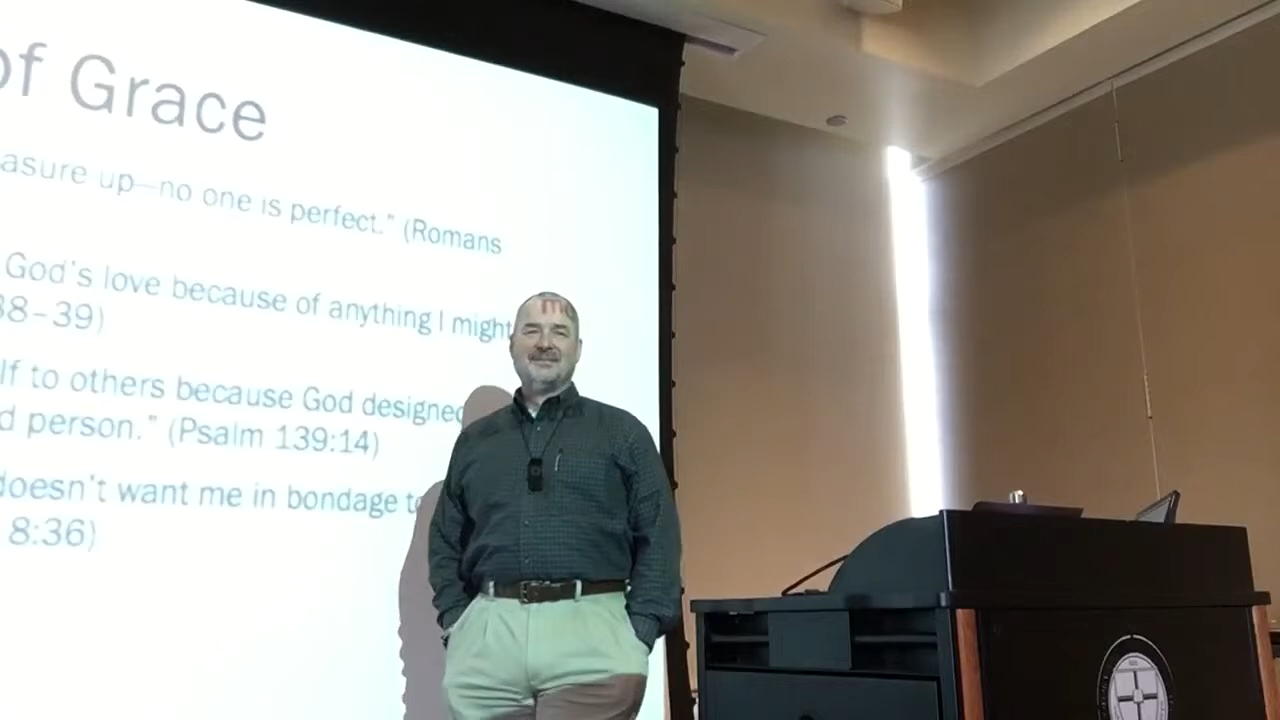 of Grace
asure up—no one is perfect." (Romans
God's love because of anything I might
38–39)
lf to others because God designed
d person." (Psalm 139:14)
doesn't want me in bondage to
8:36)